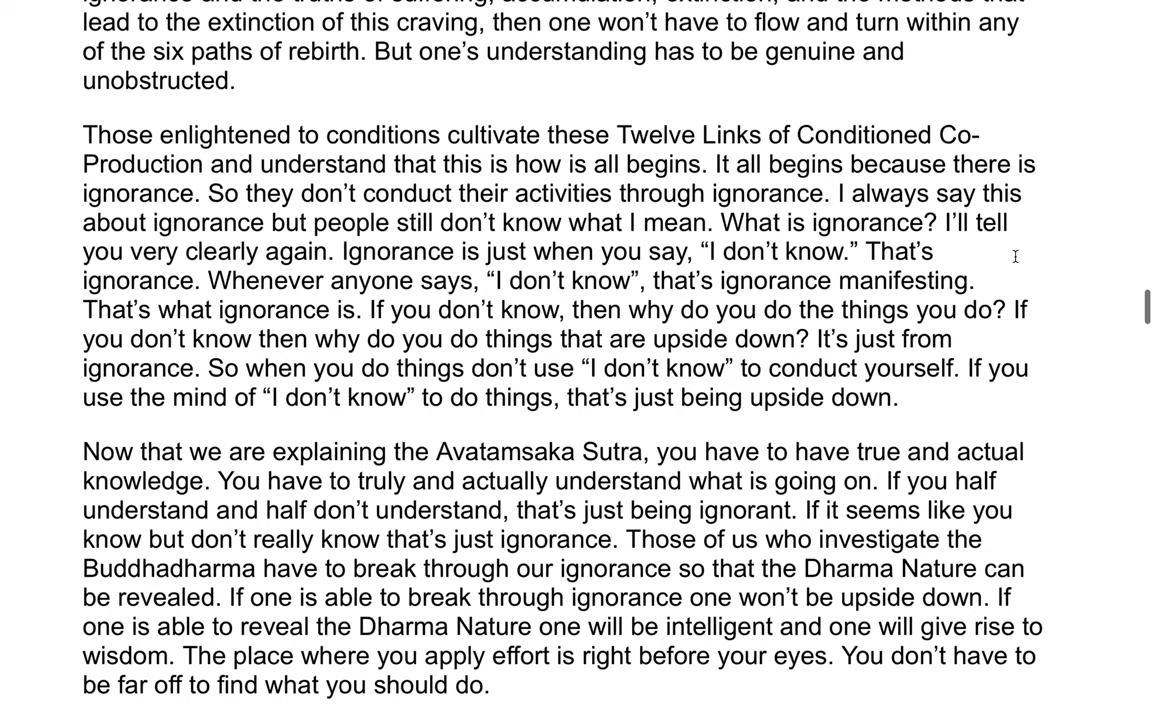 ignorance and the truths of suffering, accumulation, extinction, and the methods that
lead to the extinction of this craving, then one won’t have to flow and turn within any
of the six paths of rebirth. But one’s understanding has to be genuine and
unobstructed.
Those enlightened to conditions cultivate these Twelve Links of Conditioned Co-
Production and understand that this is how is all begins. It all begins because there is
ignorance. So they don’t conduct their activities through ignorance. I always say this
about ignorance but people still don’t know what I mean. What is ignorance? I’ll tell
you very clearly again. Ignorance is just when you say, “I don’t know.” That’s
ignorance. Whenever anyone says, “I don’t know”, that’s ignorance manifesting.
That’s what ignorance is. If you don’t know, then why do you do the things you do? If
you don’t know then why do you do things that are upside down? It’s just from
ignorance. So when you do things don’t use “I don’t know” to conduct yourself. If you
use the mind of “I don’t know” to do things, that’s just being upside down.
Now that we are explaining the Avatamsaka Sutra, you have to have true and actual
knowledge. You have to truly and actually understand what is going on. If you half
understand and half don’t understand, that’s just being ignorant. If it seems like you
know but don’t really know that’s just ignorance. Those of us who investigate the
Buddhadharma have to break through our ignorance so that the Dharma Nature can
be revealed. If one is able to break through ignorance one won’t be upside down. If
one is able to reveal the Dharma Nature one will be intelligent and one will give rise to
wisdom. The place where you apply effort is right before your eyes. You don’t have to
be far off to find what you should do.